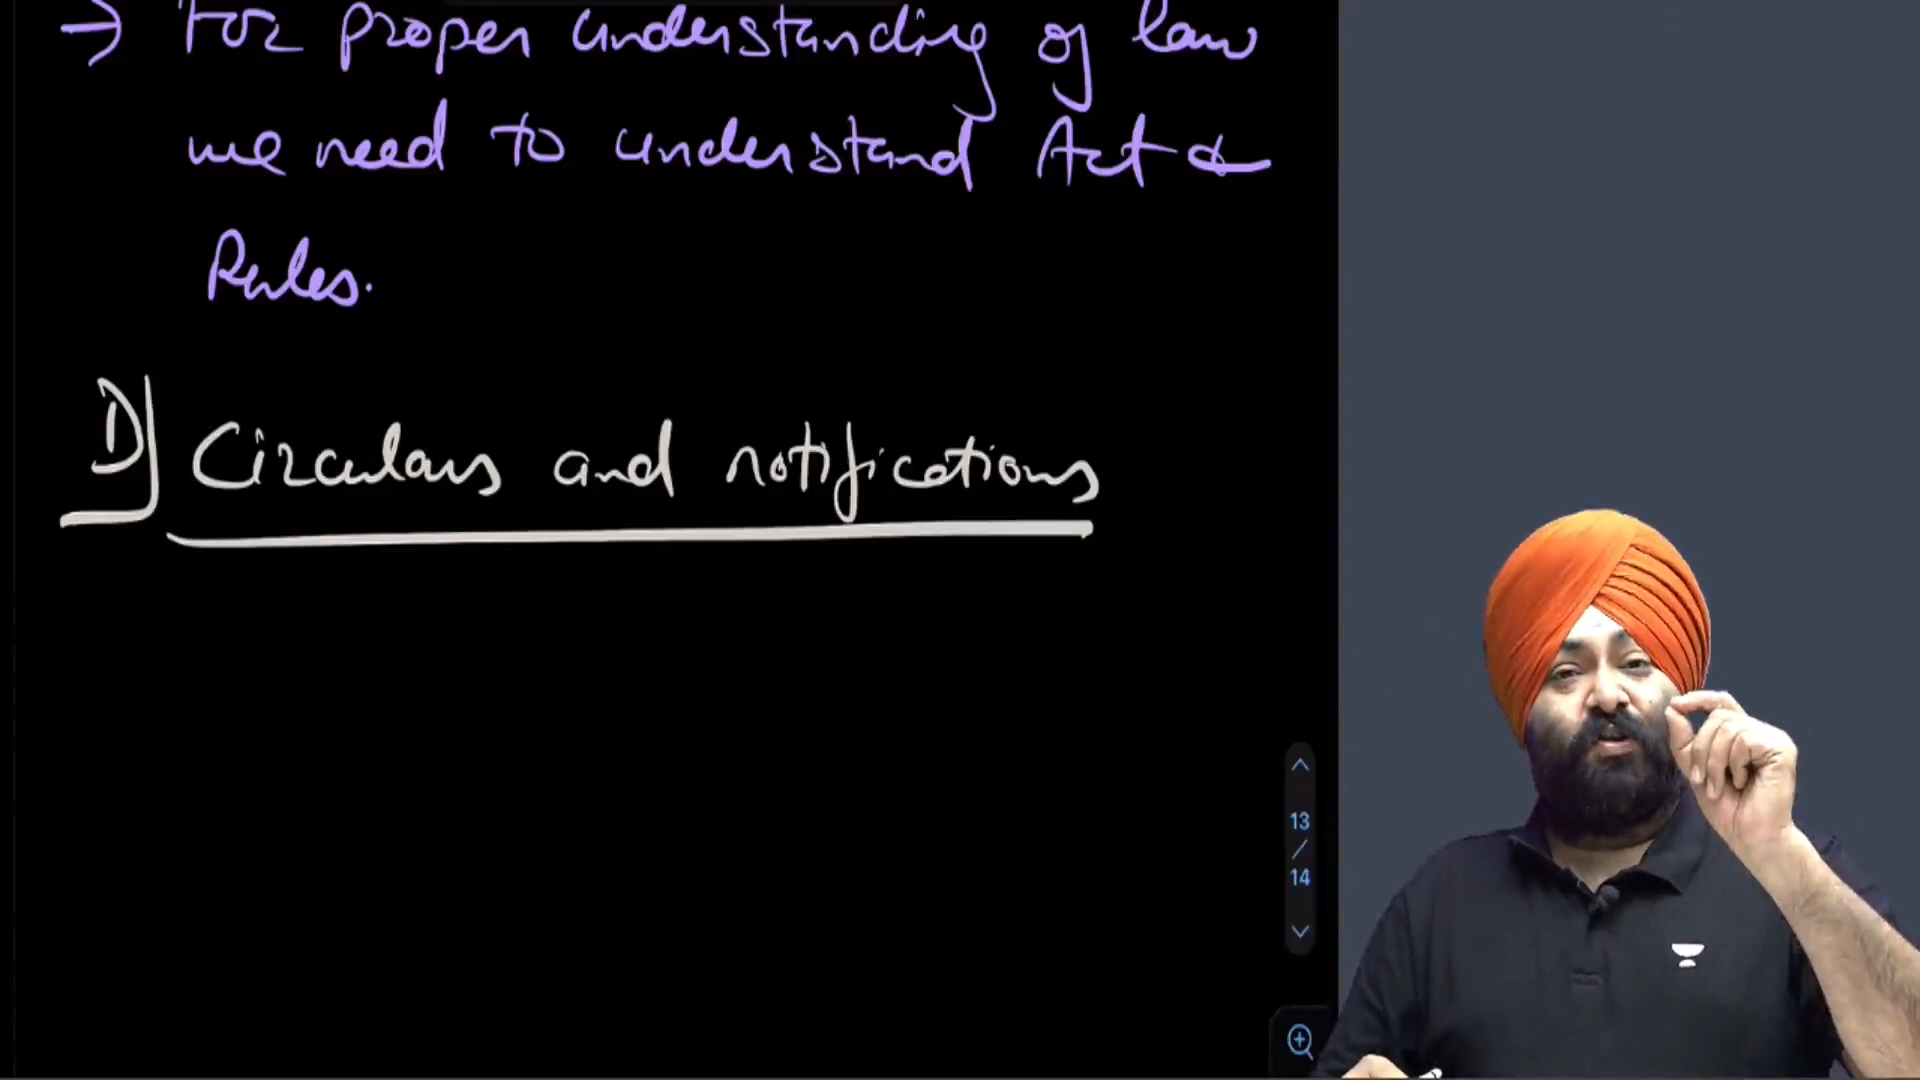 → For proper understanding of law
we need to understand Act &
Rules.
D] Circulars and notifications
13
/
14